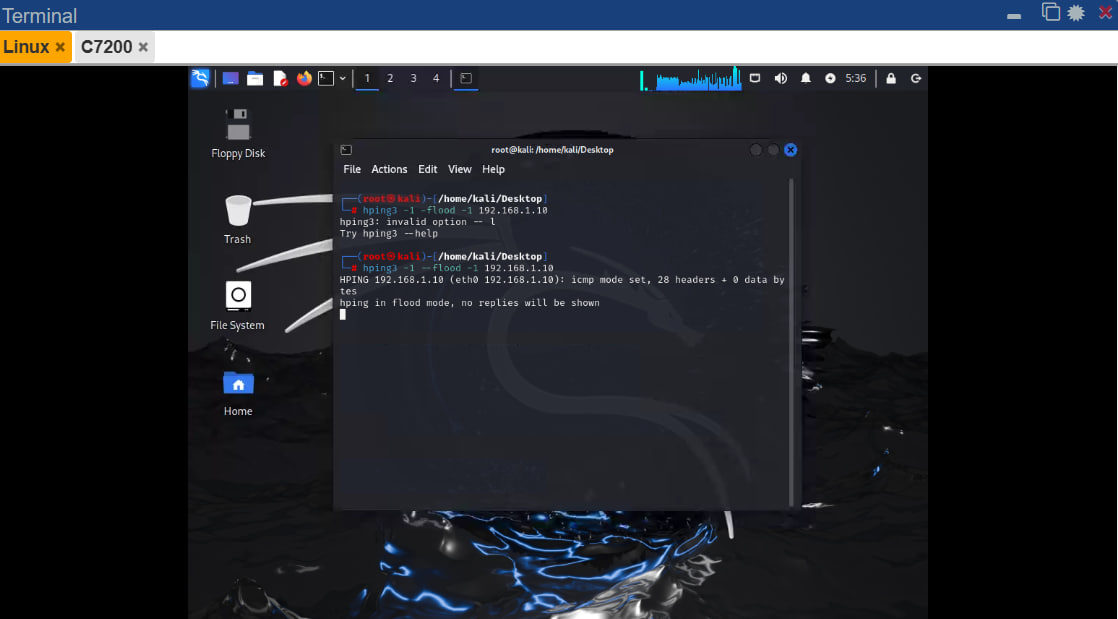 Terminal
Linux ×
C7200 ×
1 2 3 4
5:36
Floppy Disk
Trash
File System
Home
root@kali: /home/kali/Desktop
File Actions Edit View Help
┌──(root㉿kali)-[/home/kali/Desktop]
└─# hping3 -1 -flood -1 192.168.1.10
hping3: invalid option -- l
Try hping3 --help
┌──(root㉿kali)-[/home/kali/Desktop]
└─# hping3 -1 --flood -1 192.168.1.10
HPING 192.168.1.10 (eth0 192.168.1.10): icmp mode set, 28 headers + 0 data by
tes
hping in flood mode, no replies will be shown